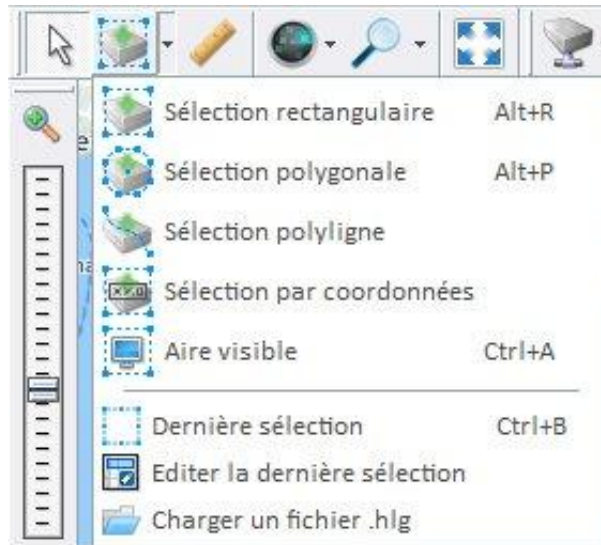 Sélection rectangulaire Alt+R
Sélection polygonale Alt+P
Sélection polyligne
Sélection par coordonnées
Aire visible Ctrl+A
Dernière sélection Ctrl+B
Editer la dernière sélection
Charger un fichier .hlg